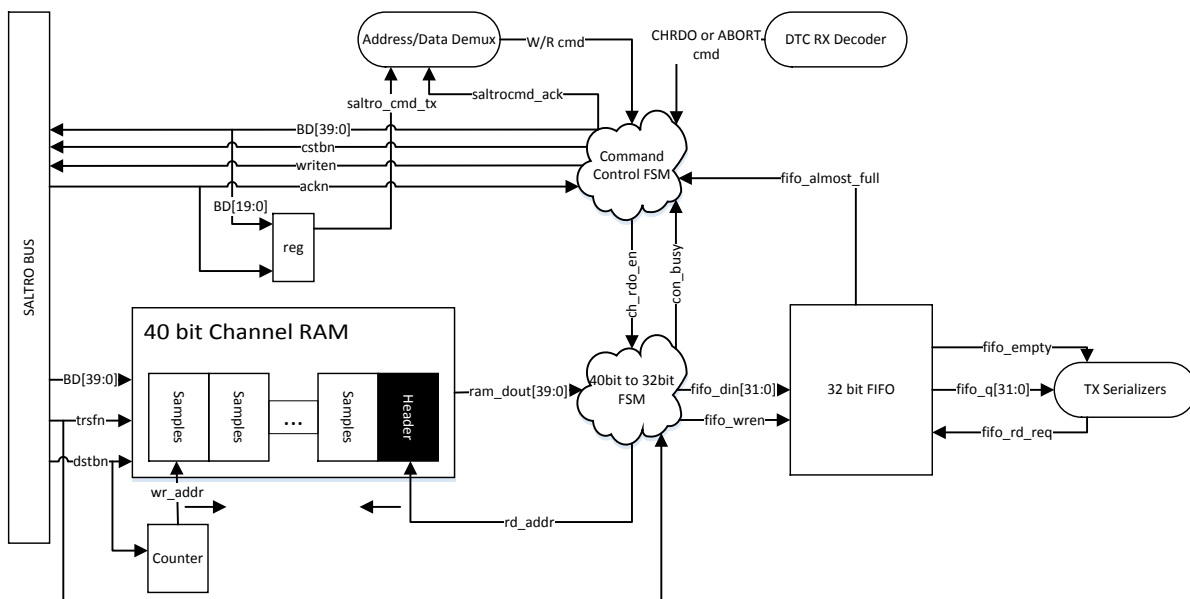 Address/Data Demux
W/R cmd
CHRDO or ABORT
cmd
DTC RX Decoder
saltrocmd_ack
saltro_cmd_tx
BD[39:0]
cstbn
writen
ackn
Command
Control FSM
fifo_almost_full
BD[19:0]
reg
SALTRO BUS
ch_rdo_en
con_busy
40 bit Channel RAM
BD[39:0]
trsfn
dstbn
Samples
Samples
...
Samples
Header
ram_dout[39:0]
40bit to 32bit
FSM
fifo_din[31:0]
fifo_wren
32 bit FIFO
fifo_empty
fifo_q[31:0]
fifo_rd_req
TX Serializers
wr_addr
rd_addr
Counter